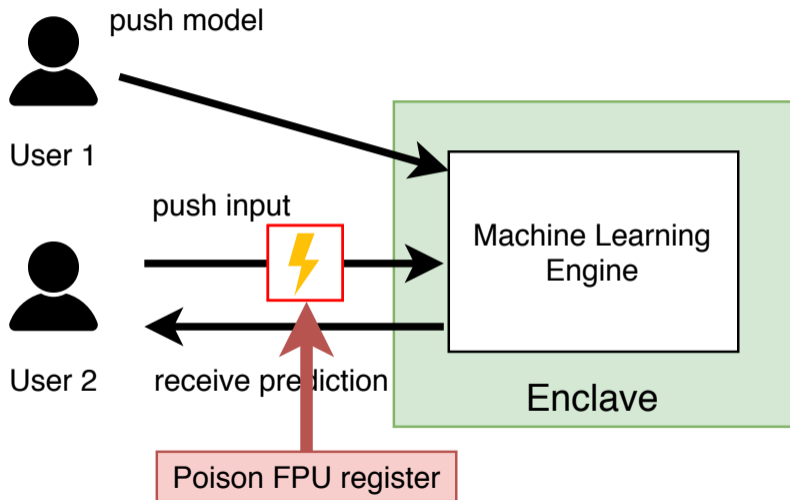 push model
User 1
push input
Machine Learning
Engine
User 2
receive prediction
Enclave
Poison FPU register